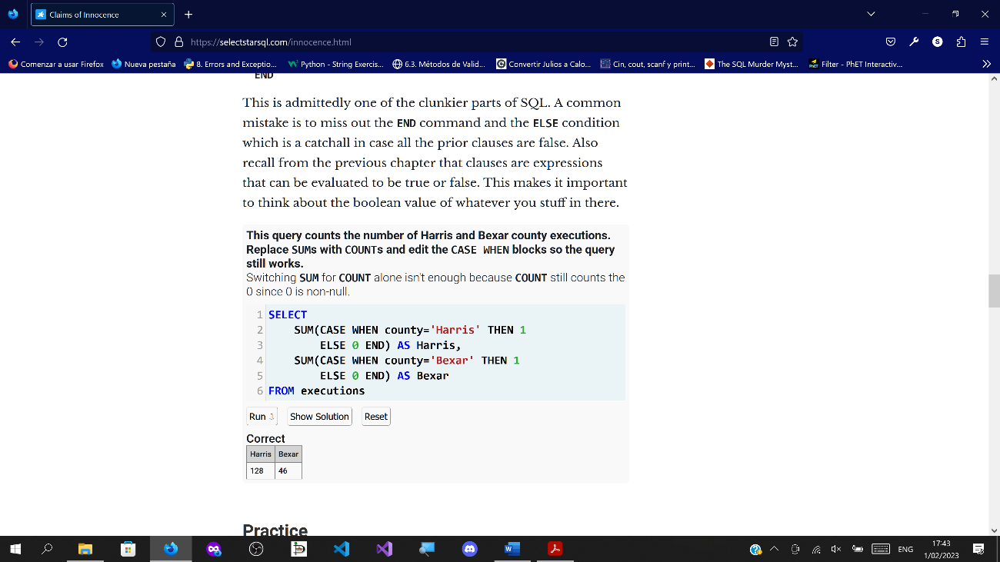 Claims of Innocence
https://selectstarsql.com/innocence.html
Comenzar a usar Firefox Nueva pestaña 8. Errors and Exceptio... Python - String Exercis... 6.3. Métodos de Valid... Convertir Julios a Calo... Cin, cout, scanf y print... The SQL Murder Myst... Filter - PhET Interactiv...
END
This is admittedly one of the clunkier parts of SQL. A common
mistake is to miss out the END command and the ELSE condition
which is a catchall in case all the prior clauses are false. Also
recall from the previous chapter that clauses are expressions
that can be evaluated to be true or false. This makes it important
to think about the boolean value of whatever you stuff in there.
This query counts the number of Harris and Bexar county executions.
Replace SUMs with COUNTs and edit the CASE WHEN blocks so the query
still works.
Switching SUM for COUNT alone isn't enough because COUNT still counts the
0 since 0 is non-null.
1 SELECT
2 SUM(CASE WHEN county='Harris' THEN 1
3 ELSE 0 END) AS Harris,
4 SUM(CASE WHEN county='Bexar' THEN 1
5 ELSE 0 END) AS Bexar
6 FROM executions
Run Show Solution Reset
Correct
Harris Bexar
128 46
Practice
ENG
17:43
1/02/2023